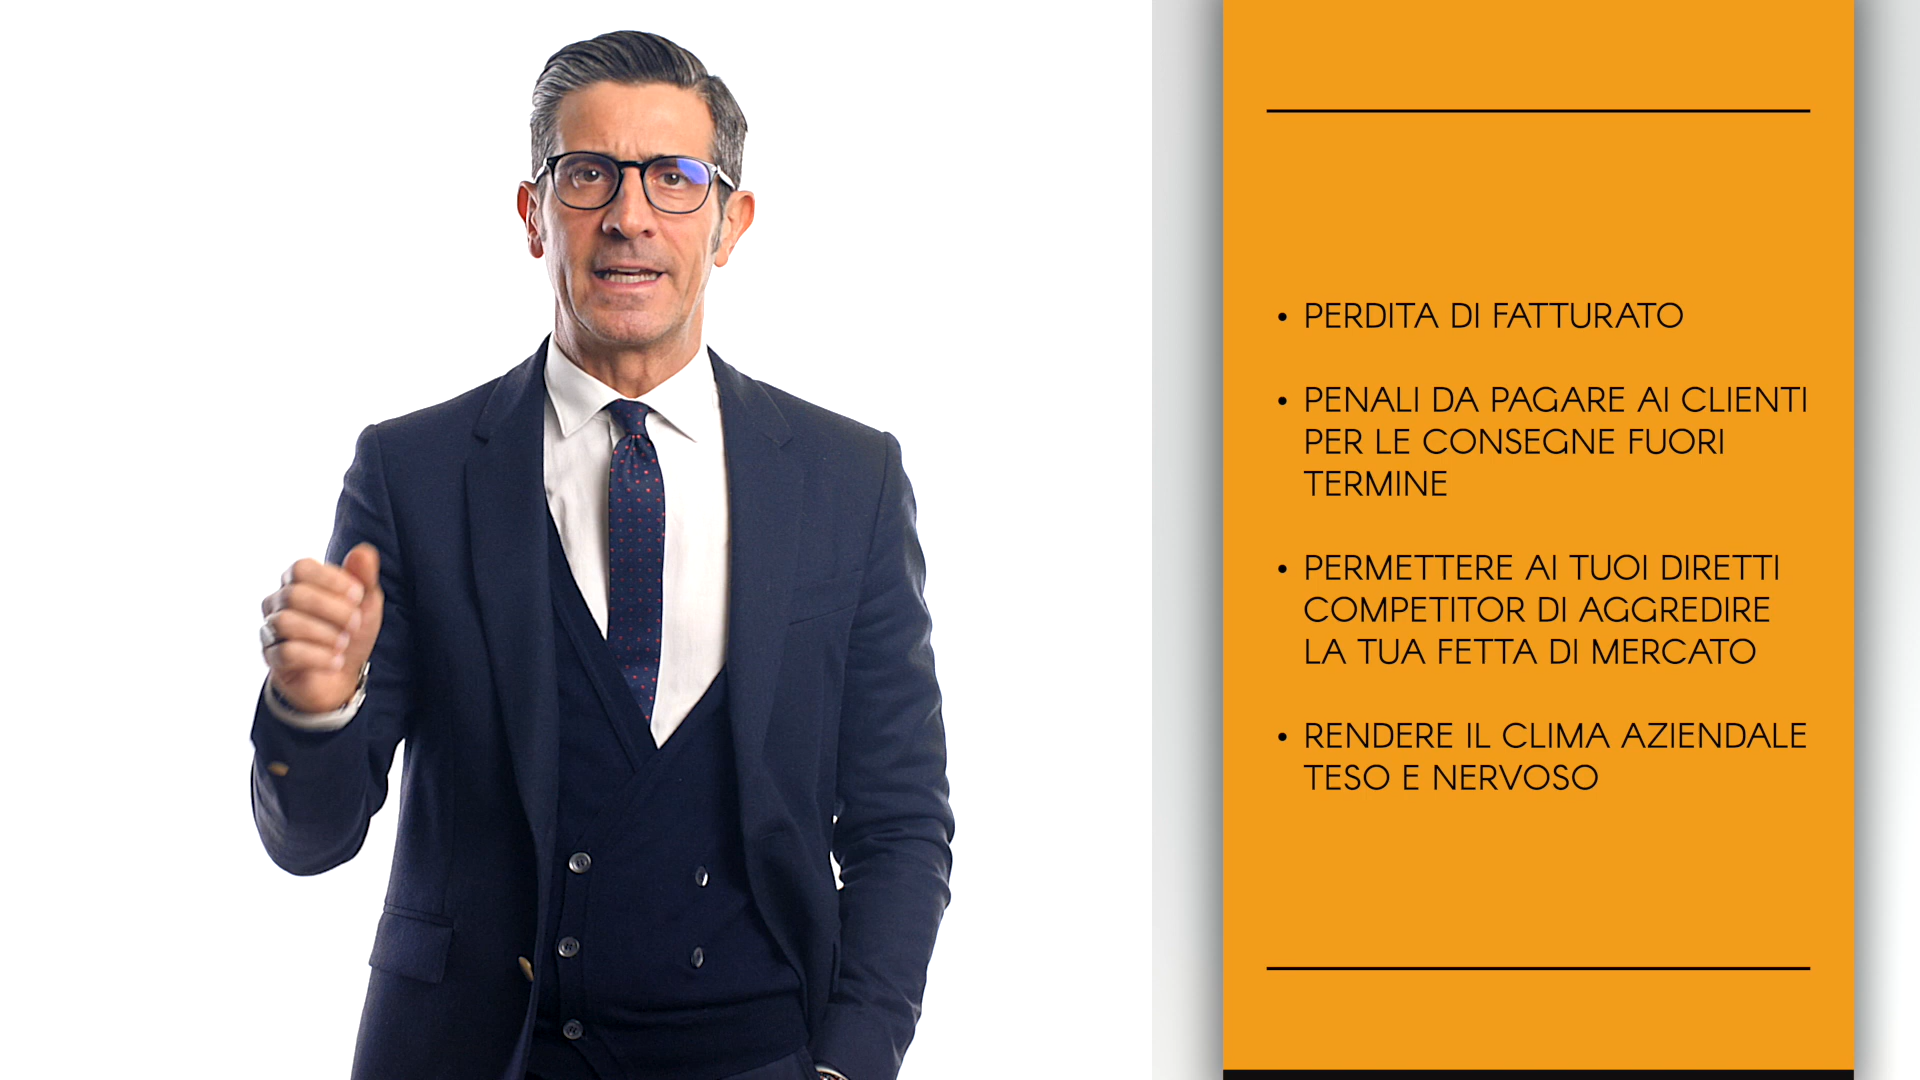 • PERDITA DI FATTURATO
• PENALI DA PAGARE AI CLIENTI
PER LE CONSEGNE FUORI
TERMINE
• PERMETTERE AI TUOI DIRETTI
COMPETITOR DI AGGREDIRE
LA TUA FETTA DI MERCATO
• RENDERE IL CLIMA AZIENDALE
TESO E NERVOSO